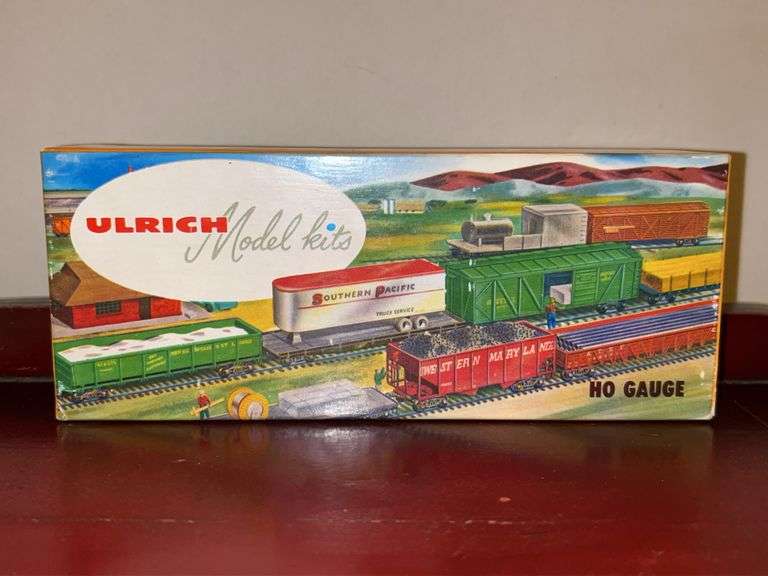 ULRICH Model kits
SOUTHERN PACIFIC
TRUCK SERVICE
WESTERN MARYLAND
HO GAUGE